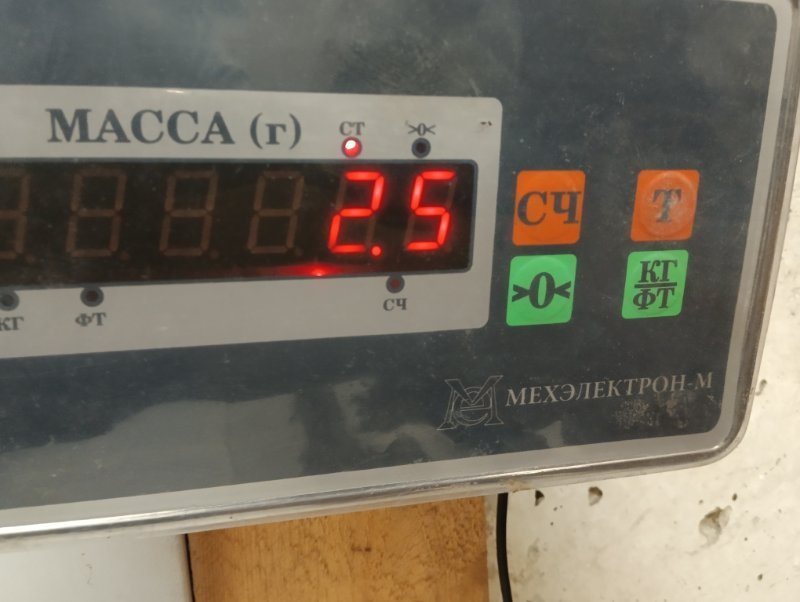 МАССА (г)
СТ >0<
2.5
КГ ФТ СЧ
СЧ Т
>0< КГ/ФТ
МЕХЭЛЕКТРОН-М